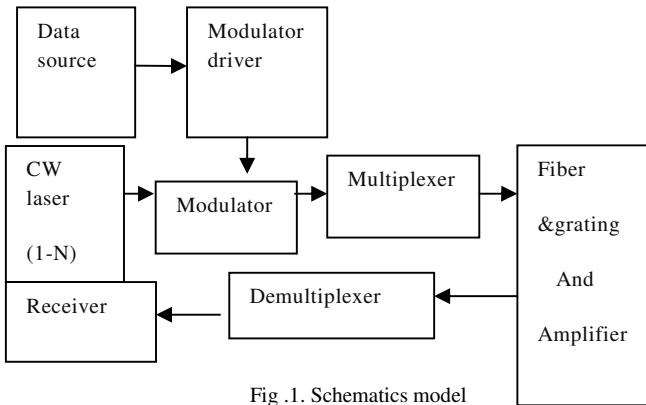 Data
source
Modulator
driver
CW
laser
(1-N)
Modulator
Multiplexer
Fiber
&grating
And
Amplifier
Receiver
Demultiplexer
Fig .1. Schematics model